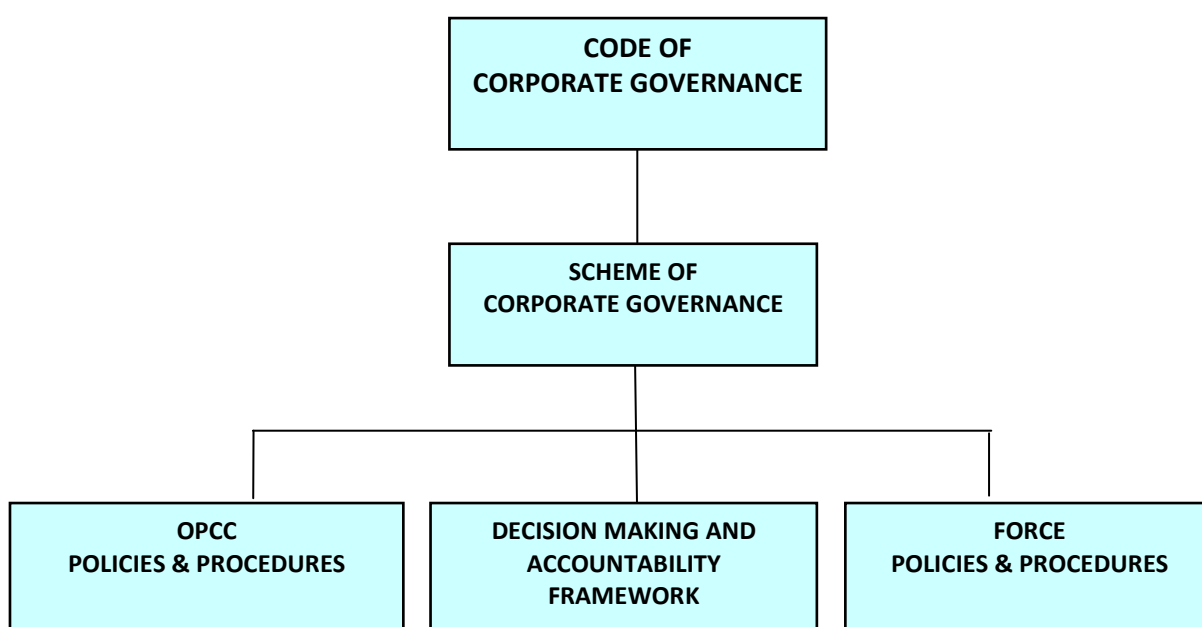 CODE OF
CORPORATE GOVERNANCE
SCHEME OF
CORPORATE GOVERNANCE
OPCC
POLICIES & PROCEDURES
DECISION MAKING AND
ACCOUNTABILITY
FRAMEWORK
FORCE
POLICIES & PROCEDURES